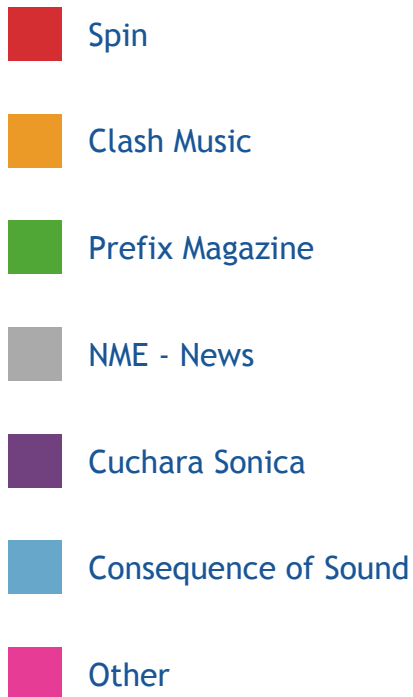 Spin
Clash Music
Prefix Magazine
NME - News
Cuchara Sonica
Consequence of Sound
Other